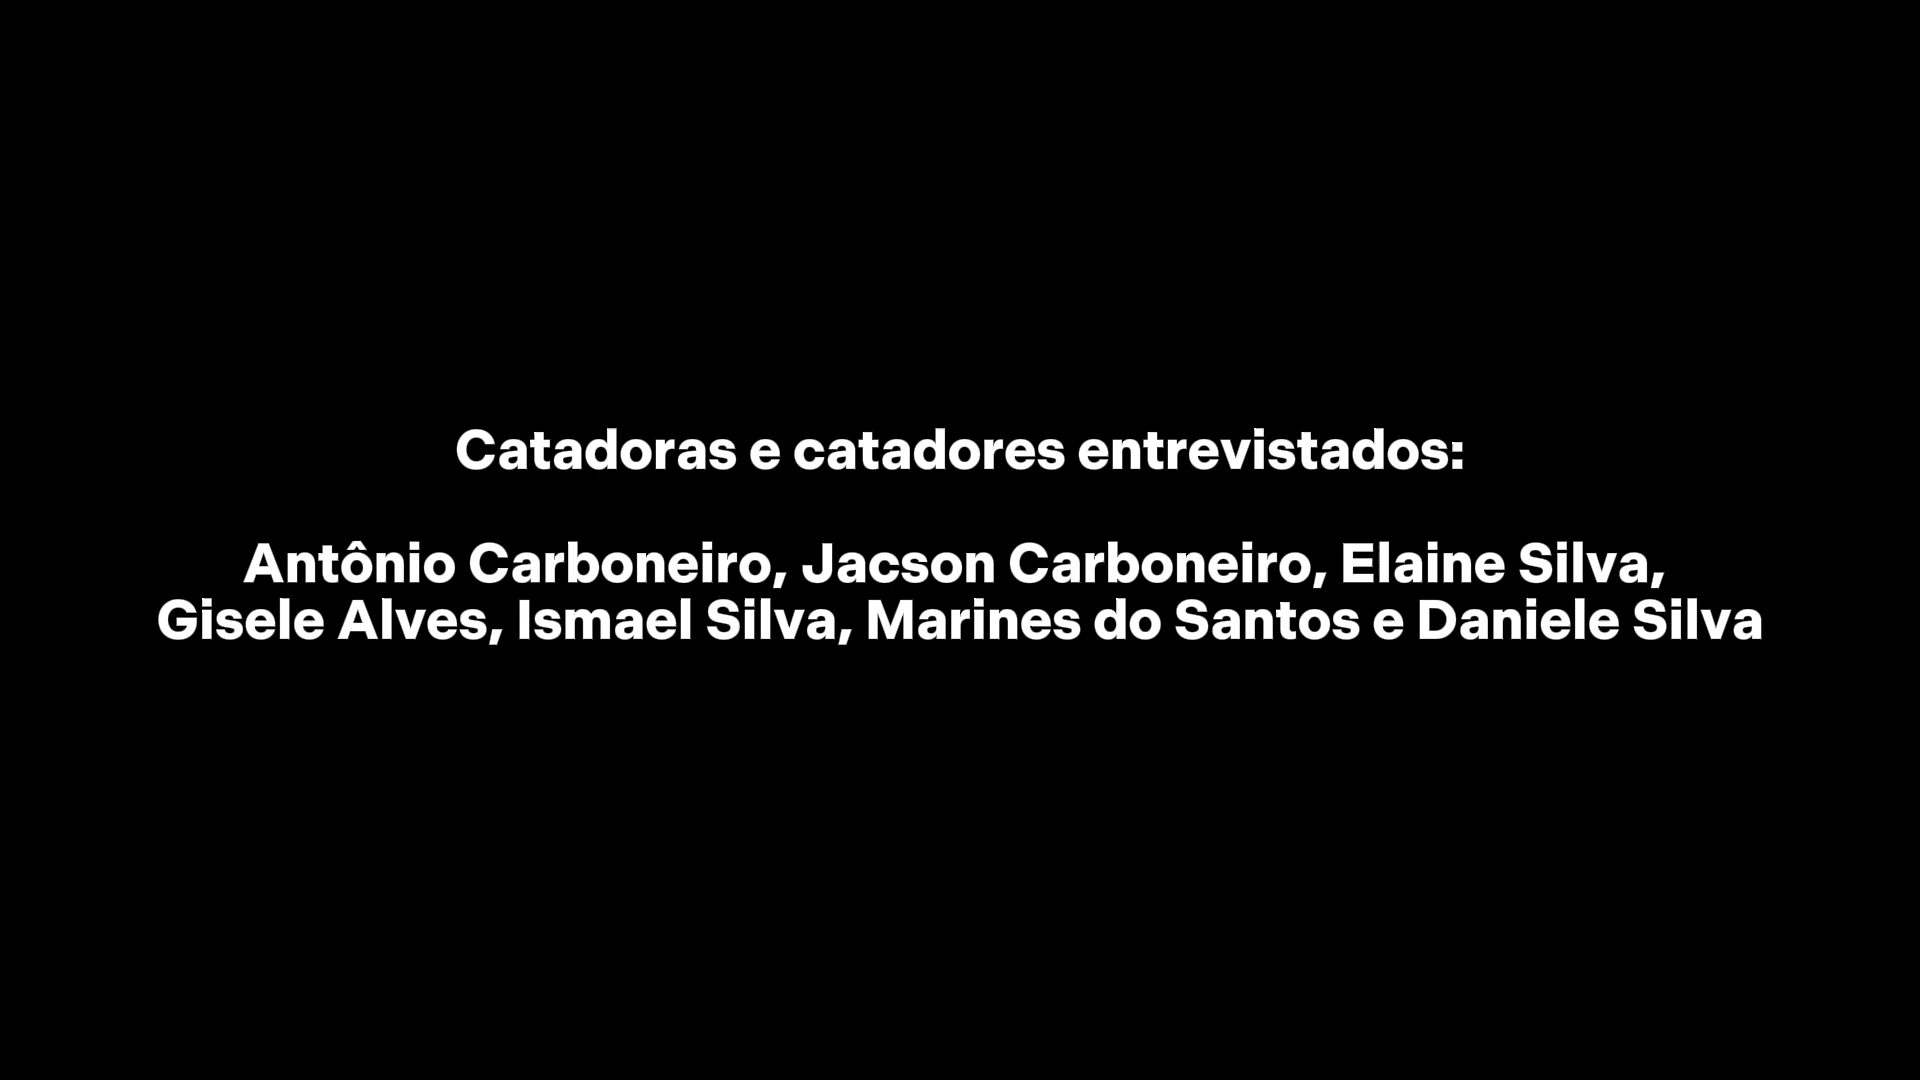 Catadoras e catadores entrevistados:
Antônio Carboneiro, Jacson Carboneiro, Elaine Silva,
Gisele Alves, Ismael Silva, Marines do Santos e Daniele Silva